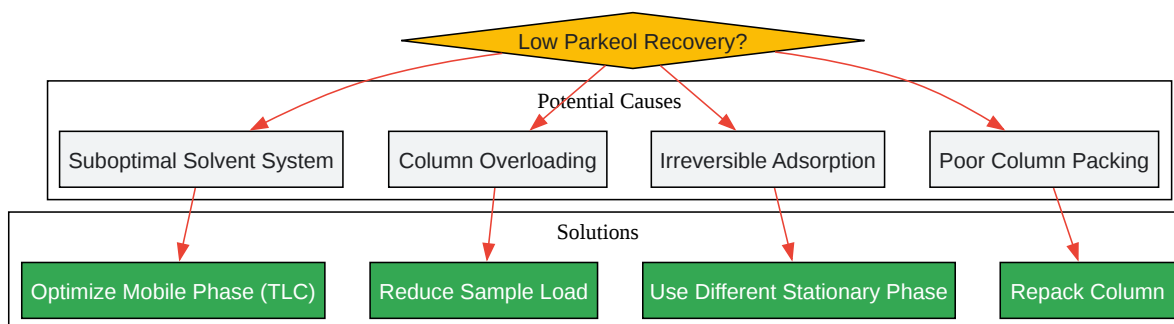 Low Parkeol Recovery?
Potential Causes
Suboptimal Solvent System
Column Overloading
Irreversible Adsorption
Poor Column Packing
Solutions
Optimize Mobile Phase (TLC)
Reduce Sample Load
Use Different Stationary Phase
Repack Column